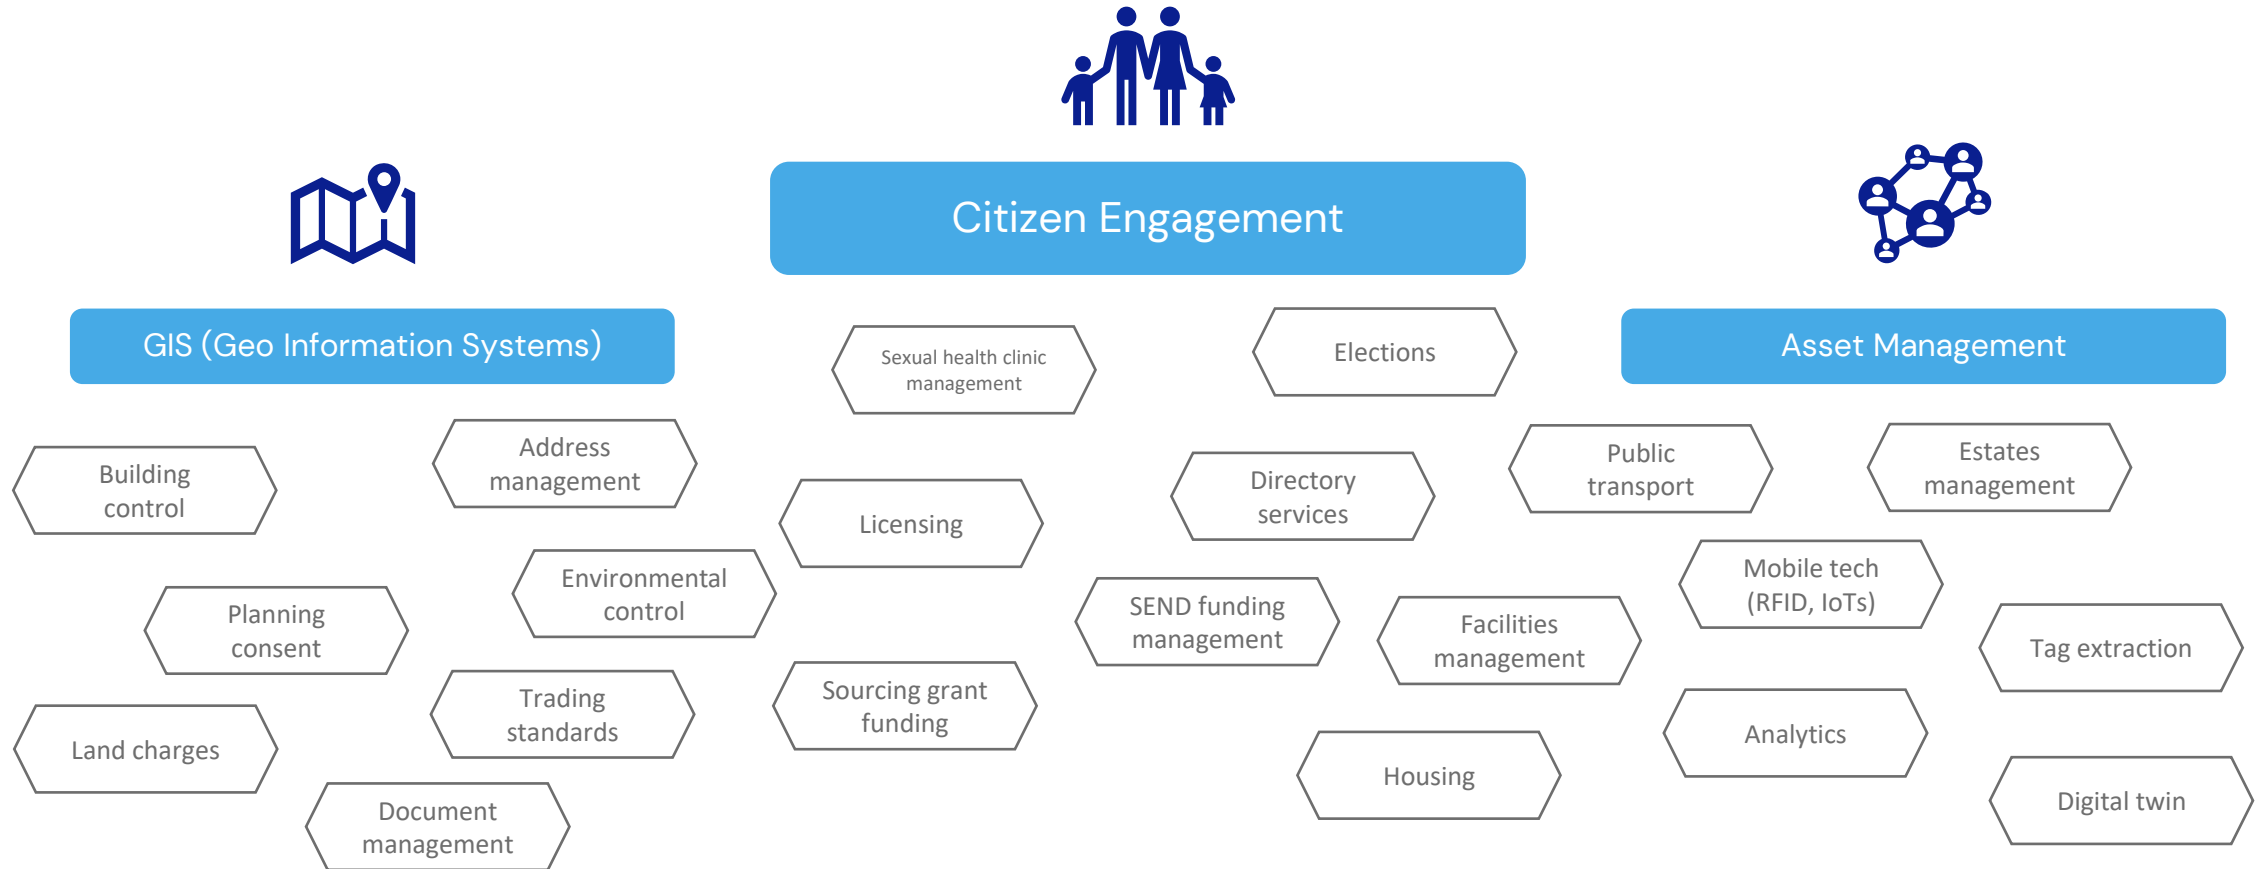 Citizen Engagement
GIS (Geo Information Systems)
Asset Management
Sexual health clinic
management
Elections
Building
control
Address
management
Licensing
Directory
services
Public
transport
Estates
management
Planning
consent
Environmental
control
SEND funding
management
Facilities
management
Mobile tech
(RFID, IoTs)
Tag extraction
Land charges
Trading
standards
Sourcing grant
funding
Housing
Analytics
Digital twin
Document
management